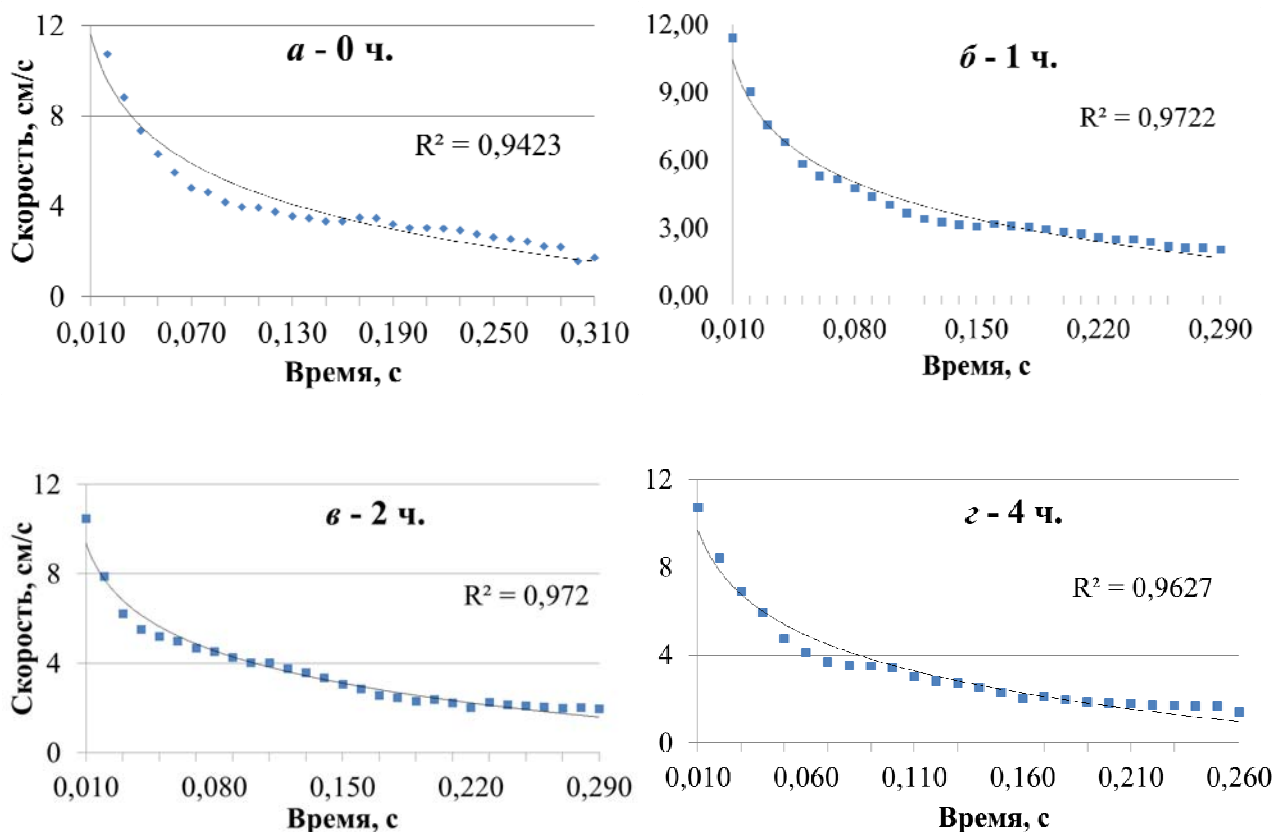 а - 0 ч.
R² = 0,9423
Скорость, см/с
12
8
4
0
0,010 0,070 0,130 0,190 0,250 0,310
Время, с
б - 1 ч.
R² = 0,9722
12,00
9,00
6,00
3,00
0,00
0,010 0,080 0,150 0,220 0,290
Время, с
в - 2 ч.
R² = 0,972
Скорость, см/с
12
8
4
0
0,010 0,080 0,150 0,220 0,290
Время, с
г - 4 ч.
R² = 0,9627
12
8
4
0
0,010 0,060 0,110 0,160 0,210 0,260
Время, с